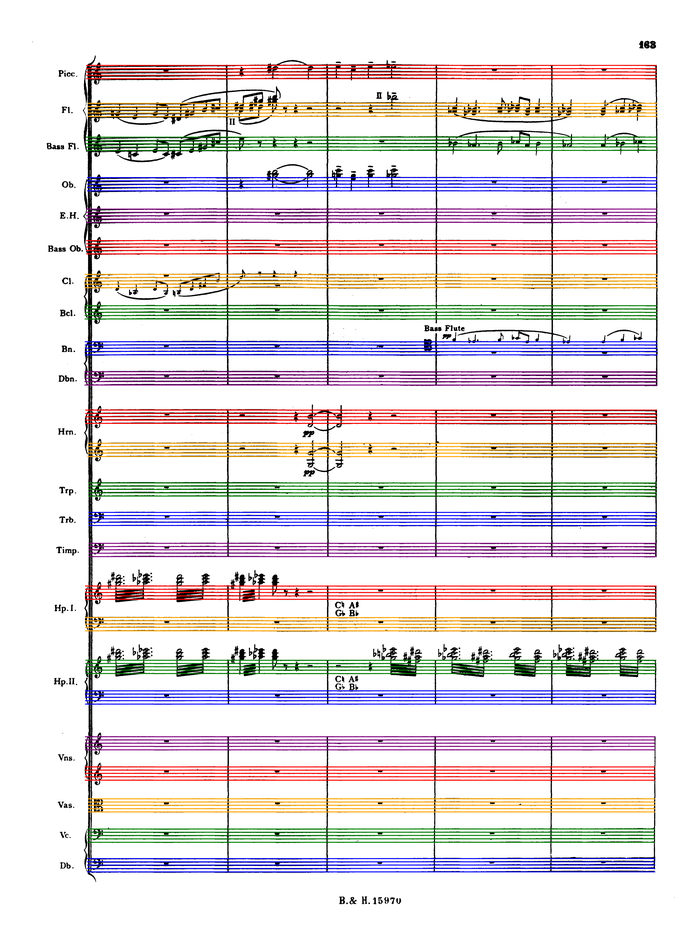 163
Picc.
Fl.
II
II
Bass Fl.
Ob.
E.H.
Bass Ob.
Cl.
Bcl.
Bass Flute
pp
Bn.
Dbn.
Hrn.
pp
pp
Trp.
Trb.
Timp.
Hp. I.
C♮ A♯
G♭ B♭
Hp. II.
C♮ A♯
G♭ B♭
Vns.
Vas.
Vc.
Db.
B. & H. 15970